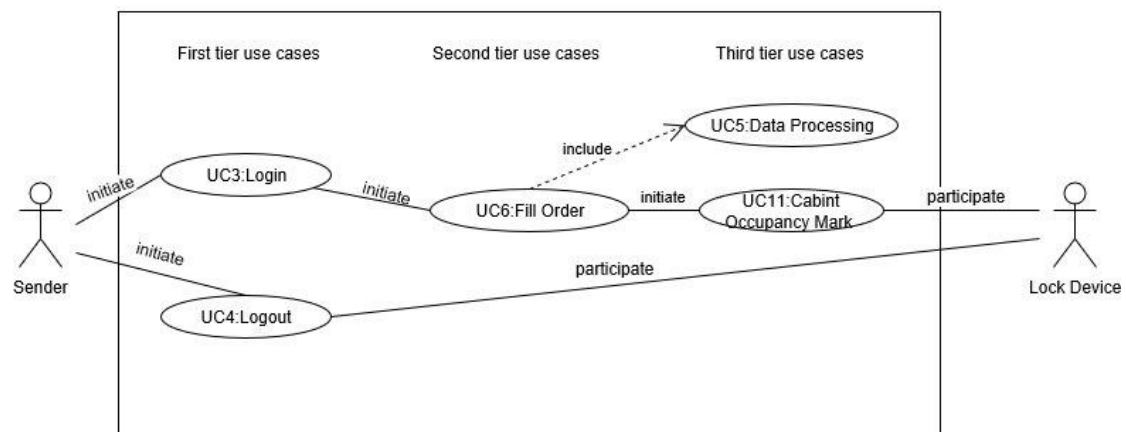 First tier use cases
Second tier use cases
Third tier use cases
UC5:Data Processing
include
UC3:Login
initiate
initiate
UC6:Fill Order
initiate
UC11:Cabint
Occupancy Mark
participate
initiate
participate
Sender
Lock Device
UC4:Logout